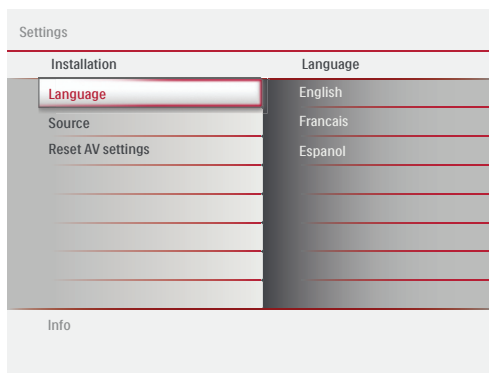 Settings
Installation
Language
Language
English
Source
Francais
Reset AV settings
Espanol
Info